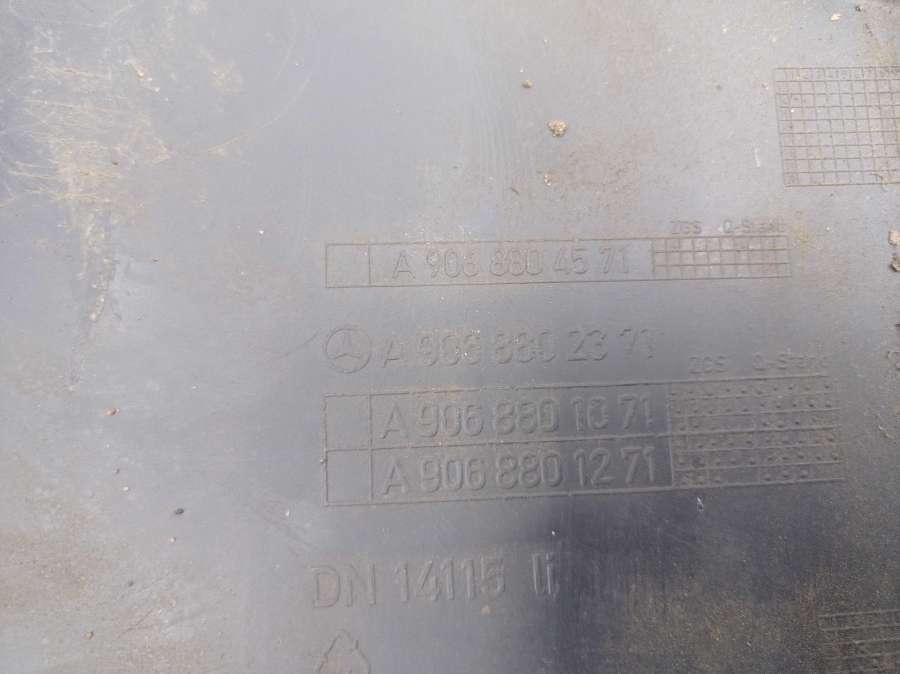 ZGS Q-Stand
A 906 880 45 71
A 906 880 23 71
ZGS Q-Stand
A 906 880 10 71
A 906 880 12 71
DN 14115 li